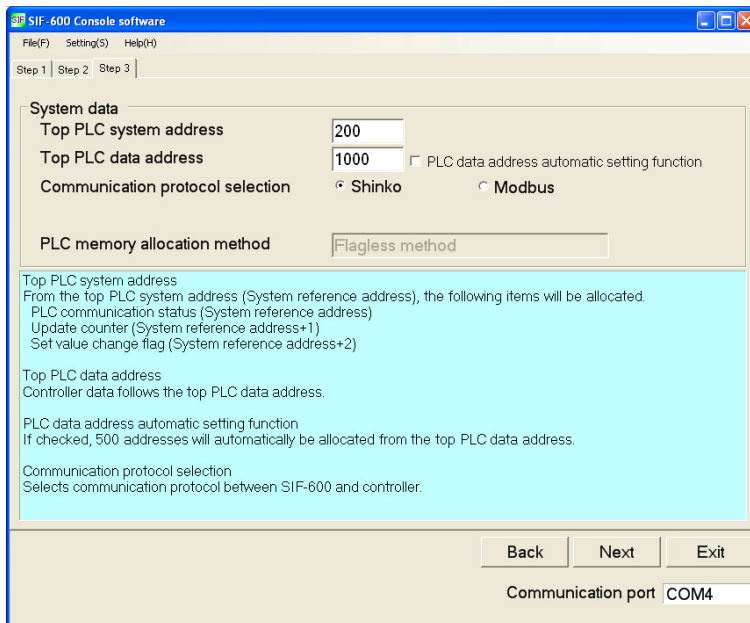 SIF SIF-600 Console software
File(F) Setting(S) Help(H)
Step 1 Step 2 Step 3
System data
Top PLC system address 200
Top PLC data address 1000 PLC data address automatic setting function
Communication protocol selection Shinko Modbus
PLC memory allocation method Flagless method
Top PLC system address
From the top PLC system address (System reference address), the following items will be allocated.
PLC communication status (System reference address)
Update counter (System reference address+1)
Set value change flag (System reference address+2)
Top PLC data address
Controller data follows the top PLC data address.
PLC data address automatic setting function
If checked, 500 addresses will automatically be allocated from the top PLC data address.
Communication protocol selection
Selects communication protocol between SIF-600 and controller.
Back Next Exit
Communication port COM4